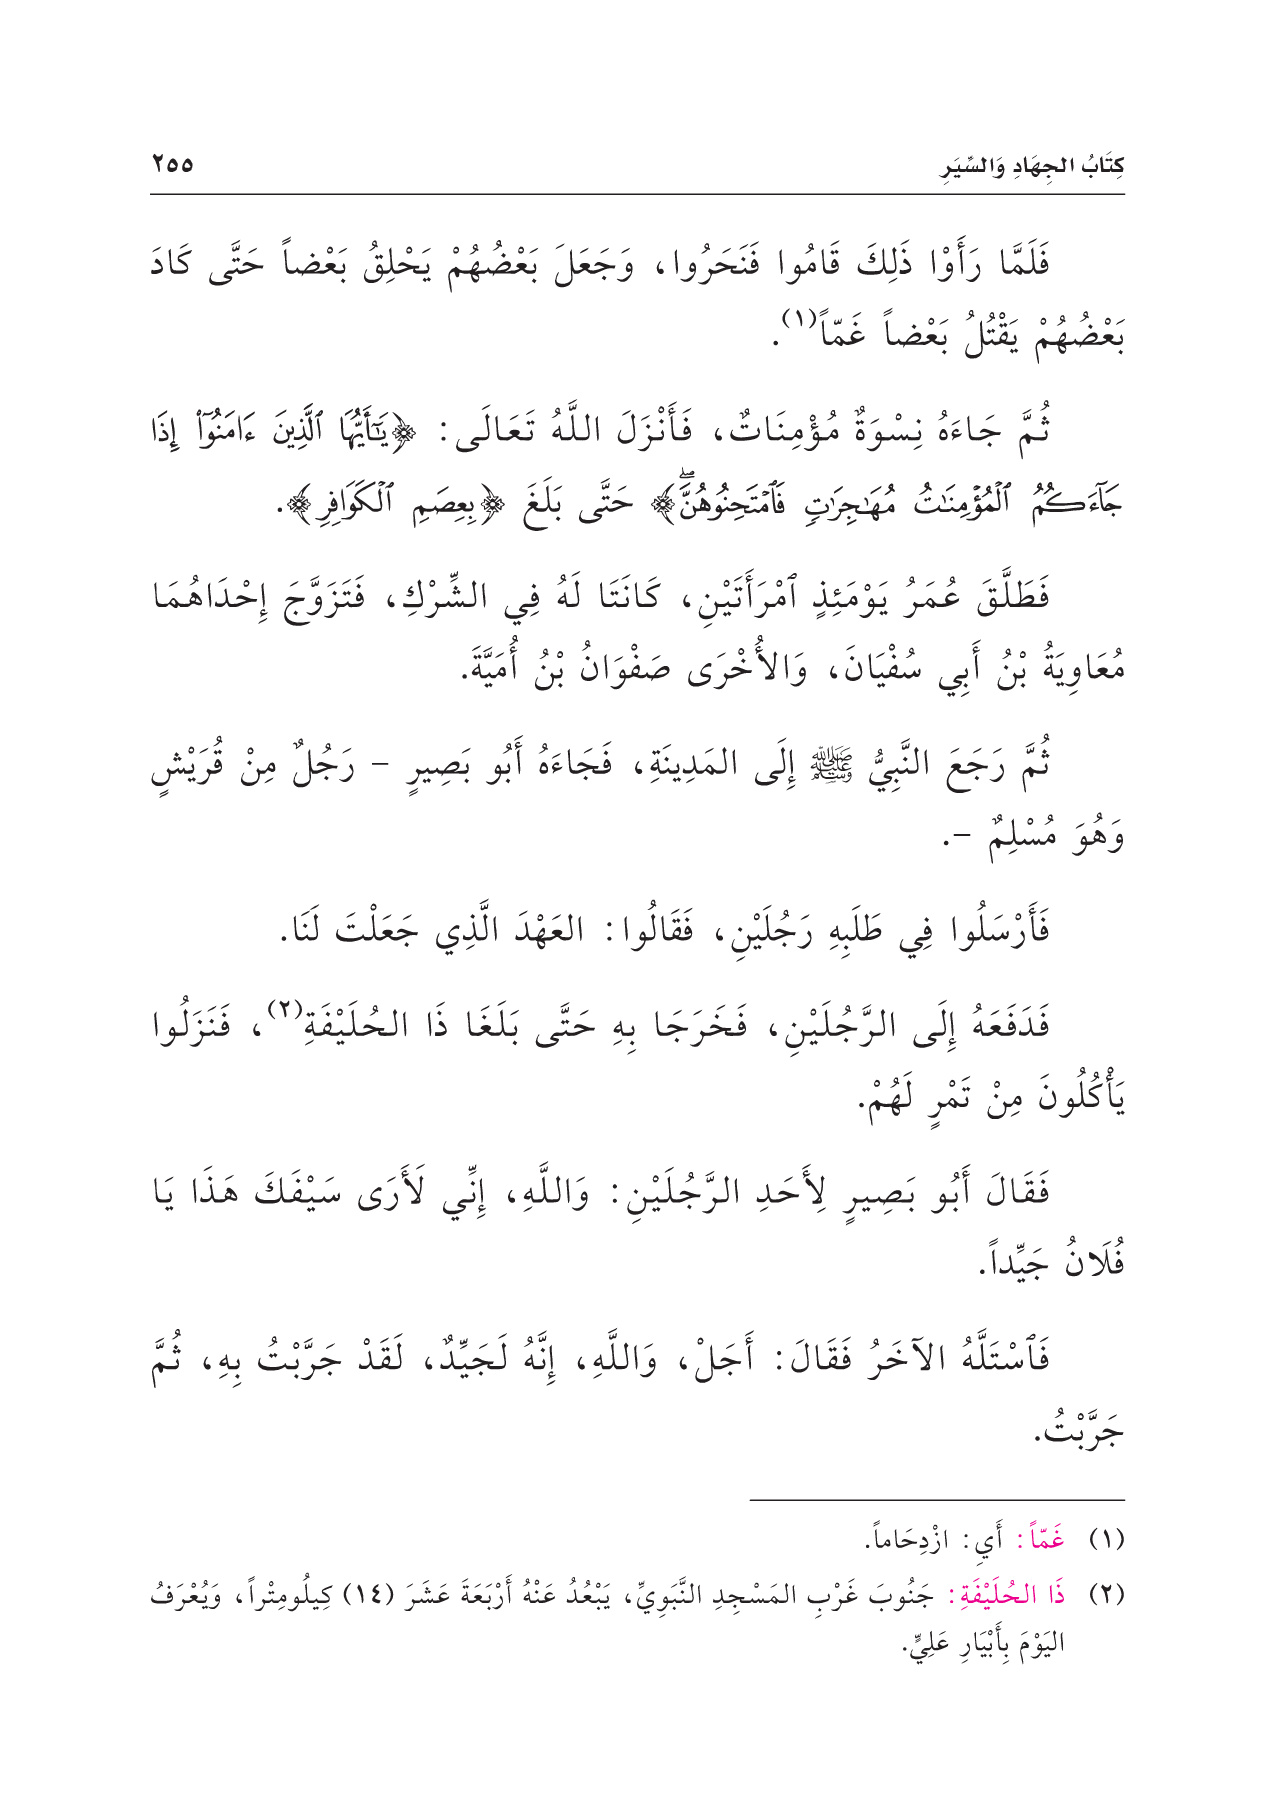 كِتَابُ الجِهَادِ وَالسِّيَرِ ٢٥٥
فَلَمَّا رَأَوْا ذَلِكَ قَامُوا فَنَحَرُوا، وَجَعَلَ بَعْضُهُمْ يَحْلِقُ بَعْضاً حَتَّى كَادَ
بَعْضُهُمْ يَقْتُلُ بَعْضاً غَمّاً(١).
ثُمَّ جَاءَهُ نِسْوَةٌ مُؤْمِنَاتٌ، فَأَنْزَلَ اللَّهُ تَعَالَى: ﴿يَٰٓأَيُّهَا ٱلَّذِينَ ءَامَنُوٓا۟ إِذَا
جَآءَكُمُ ٱلْمُؤْمِنَٰتُ مُهَٰجِرَٰتٍ فَٱمْتَحِنُوهُنَّۖ﴾ حَتَّى بَلَغَ ﴿بِعِصَمِ ٱلْكَوَافِرِ﴾.
فَطَلَّقَ عُمَرُ يَوْمَئِذٍ ٱمْرَأَتَيْنِ، كَانَتَا لَهُ فِي الشِّرْكِ، فَتَزَوَّجَ إِحْدَاهُمَا
مُعَاوِيَةُ بْنُ أَبِي سُفْيَانَ، وَالأُخْرَى صَفْوَانُ بْنُ أُمَيَّةَ.
ثُمَّ رَجَعَ النَّبِيُّ ﷺ إِلَى المَدِينَةِ، فَجَاءَهُ أَبُو بَصِيرٍ - رَجُلٌ مِنْ قُرَيْشٍ
وَهُوَ مُسْلِمٌ -.
فَأَرْسَلُوا فِي طَلَبِهِ رَجُلَيْنِ، فَقَالُوا: العَهْدَ الَّذِي جَعَلْتَ لَنَا.
فَدَفَعَهُ إِلَى الرَّجُلَيْنِ، فَخَرَجَا بِهِ حَتَّى بَلَغَا ذَا الحُلَيْفَةِ(٢)، فَنَزَلُوا
يَأْكُلُونَ مِنْ تَمْرٍ لَهُمْ.
فَقَالَ أَبُو بَصِيرٍ لِأَحَدِ الرَّجُلَيْنِ: وَاللَّهِ، إِنِّي لَأَرَى سَيْفَكَ هَذَا يَا
فُلَانُ جَيِّداً.
فَٱسْتَلَّهُ الآخَرُ فَقَالَ: أَجَلْ، وَاللَّهِ، إِنَّهُ لَجَيِّدٌ، لَقَدْ جَرَّبْتُ بِهِ، ثُمَّ
جَرَّبْتُ.
(١) غَمّاً: أَيِ: ازْدِحَاماً.
(٢) ذَا الحُلَيْفَةِ: جَنُوبَ غَرْبِ المَسْجِدِ النَّبَوِيِّ، يَبْعُدُ عَنْهُ أَرْبَعَةَ عَشَرَ (١٤) كِيلُومِتْراً، وَيُعْرَفُ
اليَوْمَ بِأَبْيَارِ عَلِيٍّ.